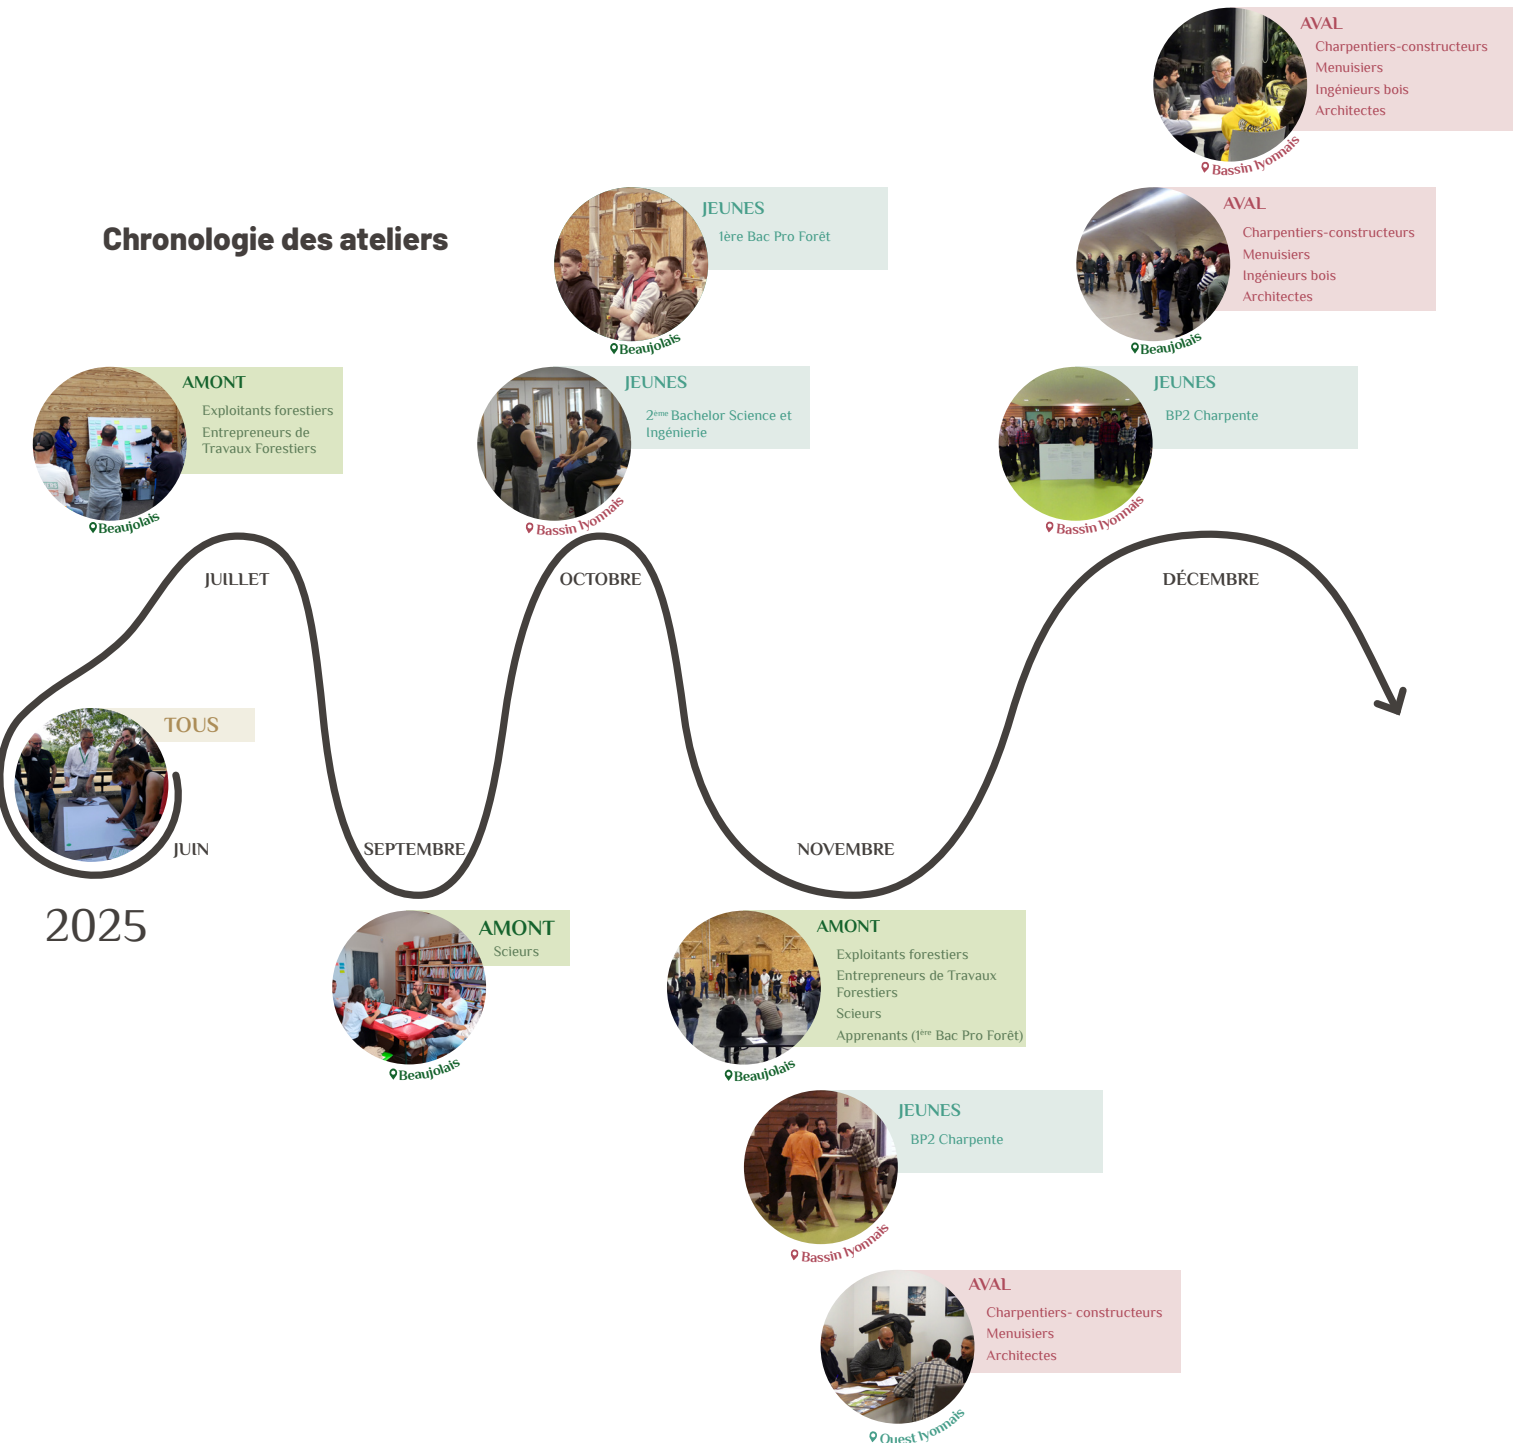 Chronologie des ateliers
TOUS
JUIN
2025
AMONT
Exploitants forestiers
Entrepreneurs de
Travaux Forestiers
Beaujolais
JUILLET
SEPTEMBRE
AMONT
Scieurs
Beaujolais
JEUNES
1ère Bac Pro Forêt
Beaujolais
JEUNES
2ème Bachelor Science et
Ingénierie
Bassin lyonnais
OCTOBRE
NOVEMBRE
AMONT
Exploitants forestiers
Entrepreneurs de Travaux
Forestiers
Scieurs
Apprenants (1ère Bac Pro Forêt)
Beaujolais
JEUNES
BP2 Charpente
Bassin lyonnais
AVAL
Charpentiers- constructeurs
Menuisiers
Architectes
Ouest lyonnais
AVAL
Charpentiers-constructeurs
Menuisiers
Ingénieurs bois
Architectes
Bassin lyonnais
AVAL
Charpentiers-constructeurs
Menuisiers
Ingénieurs bois
Architectes
Beaujolais
JEUNES
BP2 Charpente
Bassin lyonnais
DÉCEMBRE